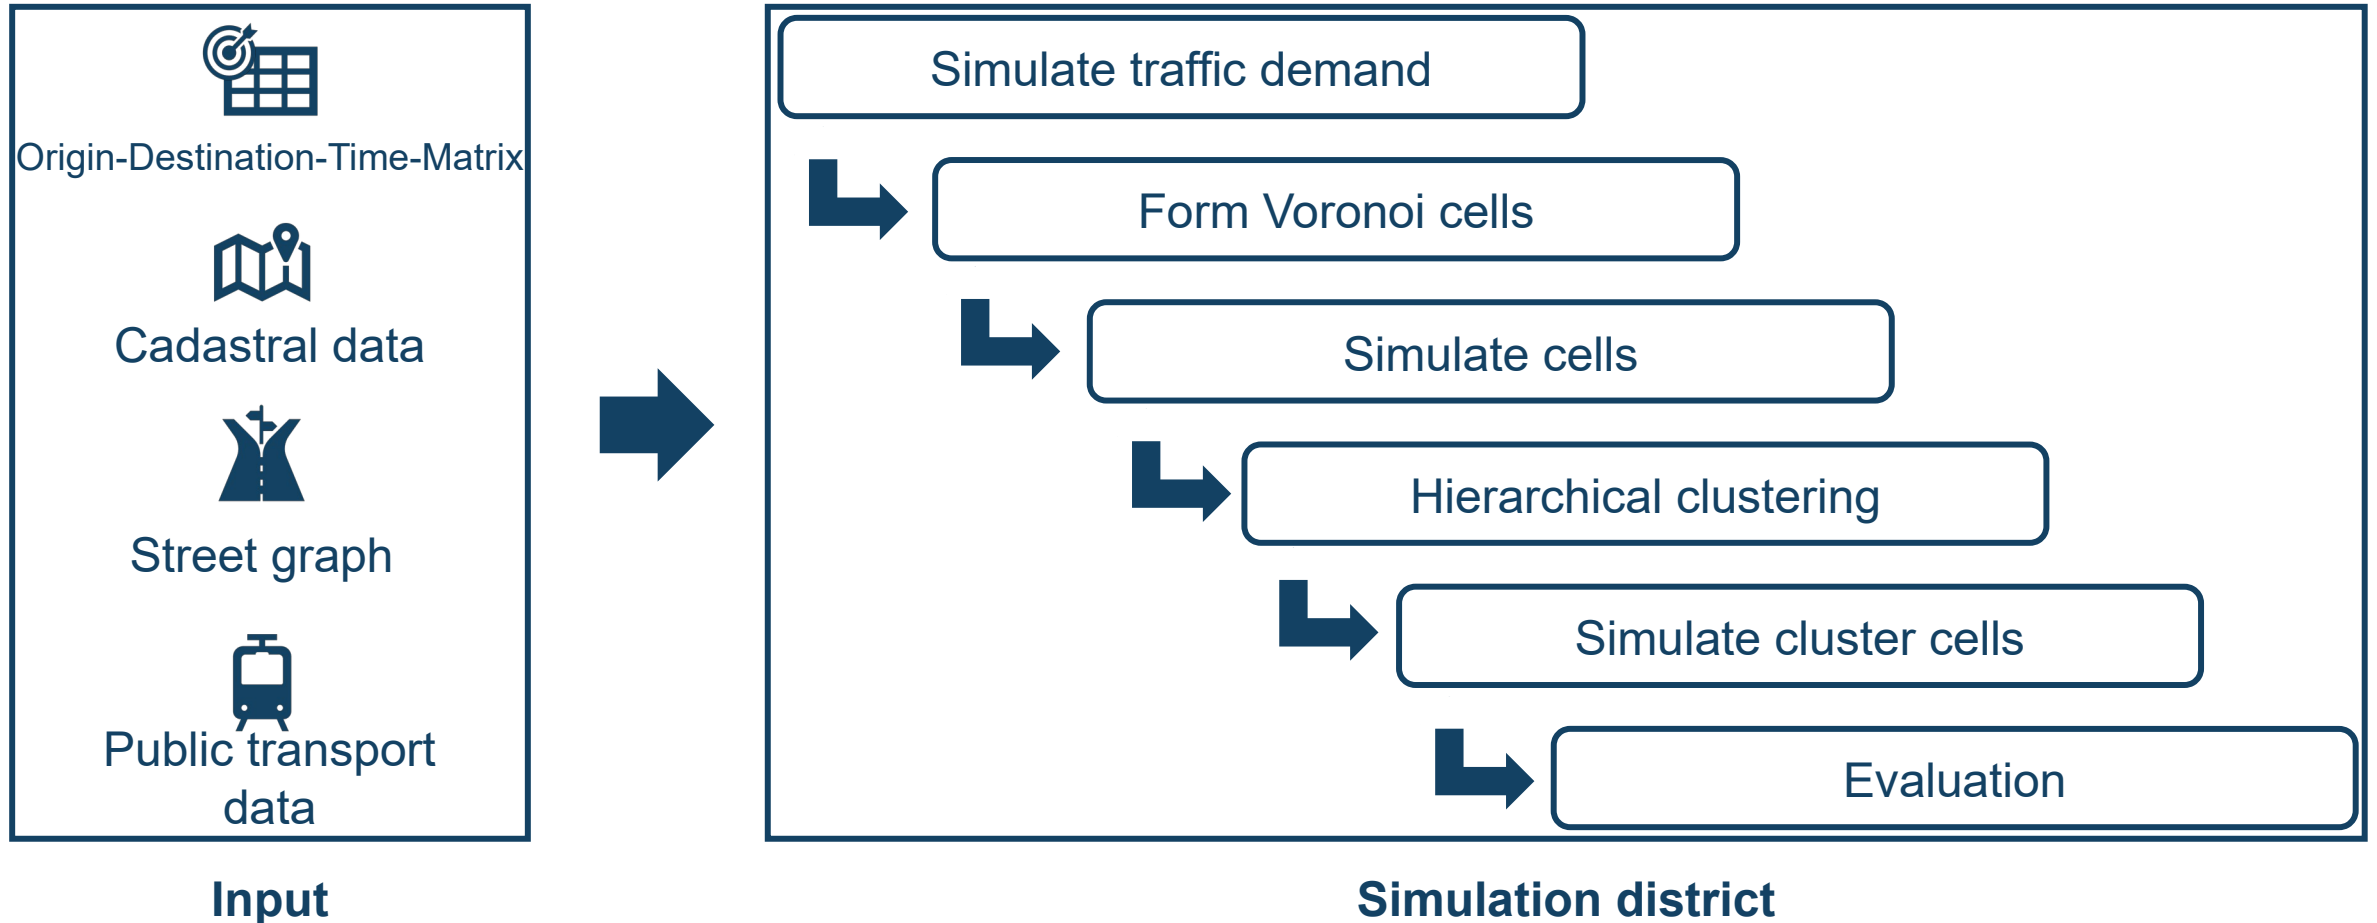 Origin-Destination-Time-Matrix
Cadastral data
Street graph
Public transport
data
Input
Simulate traffic demand
Form Voronoi cells
Simulate cells
Hierarchical clustering
Simulate cluster cells
Evaluation
Simulation district